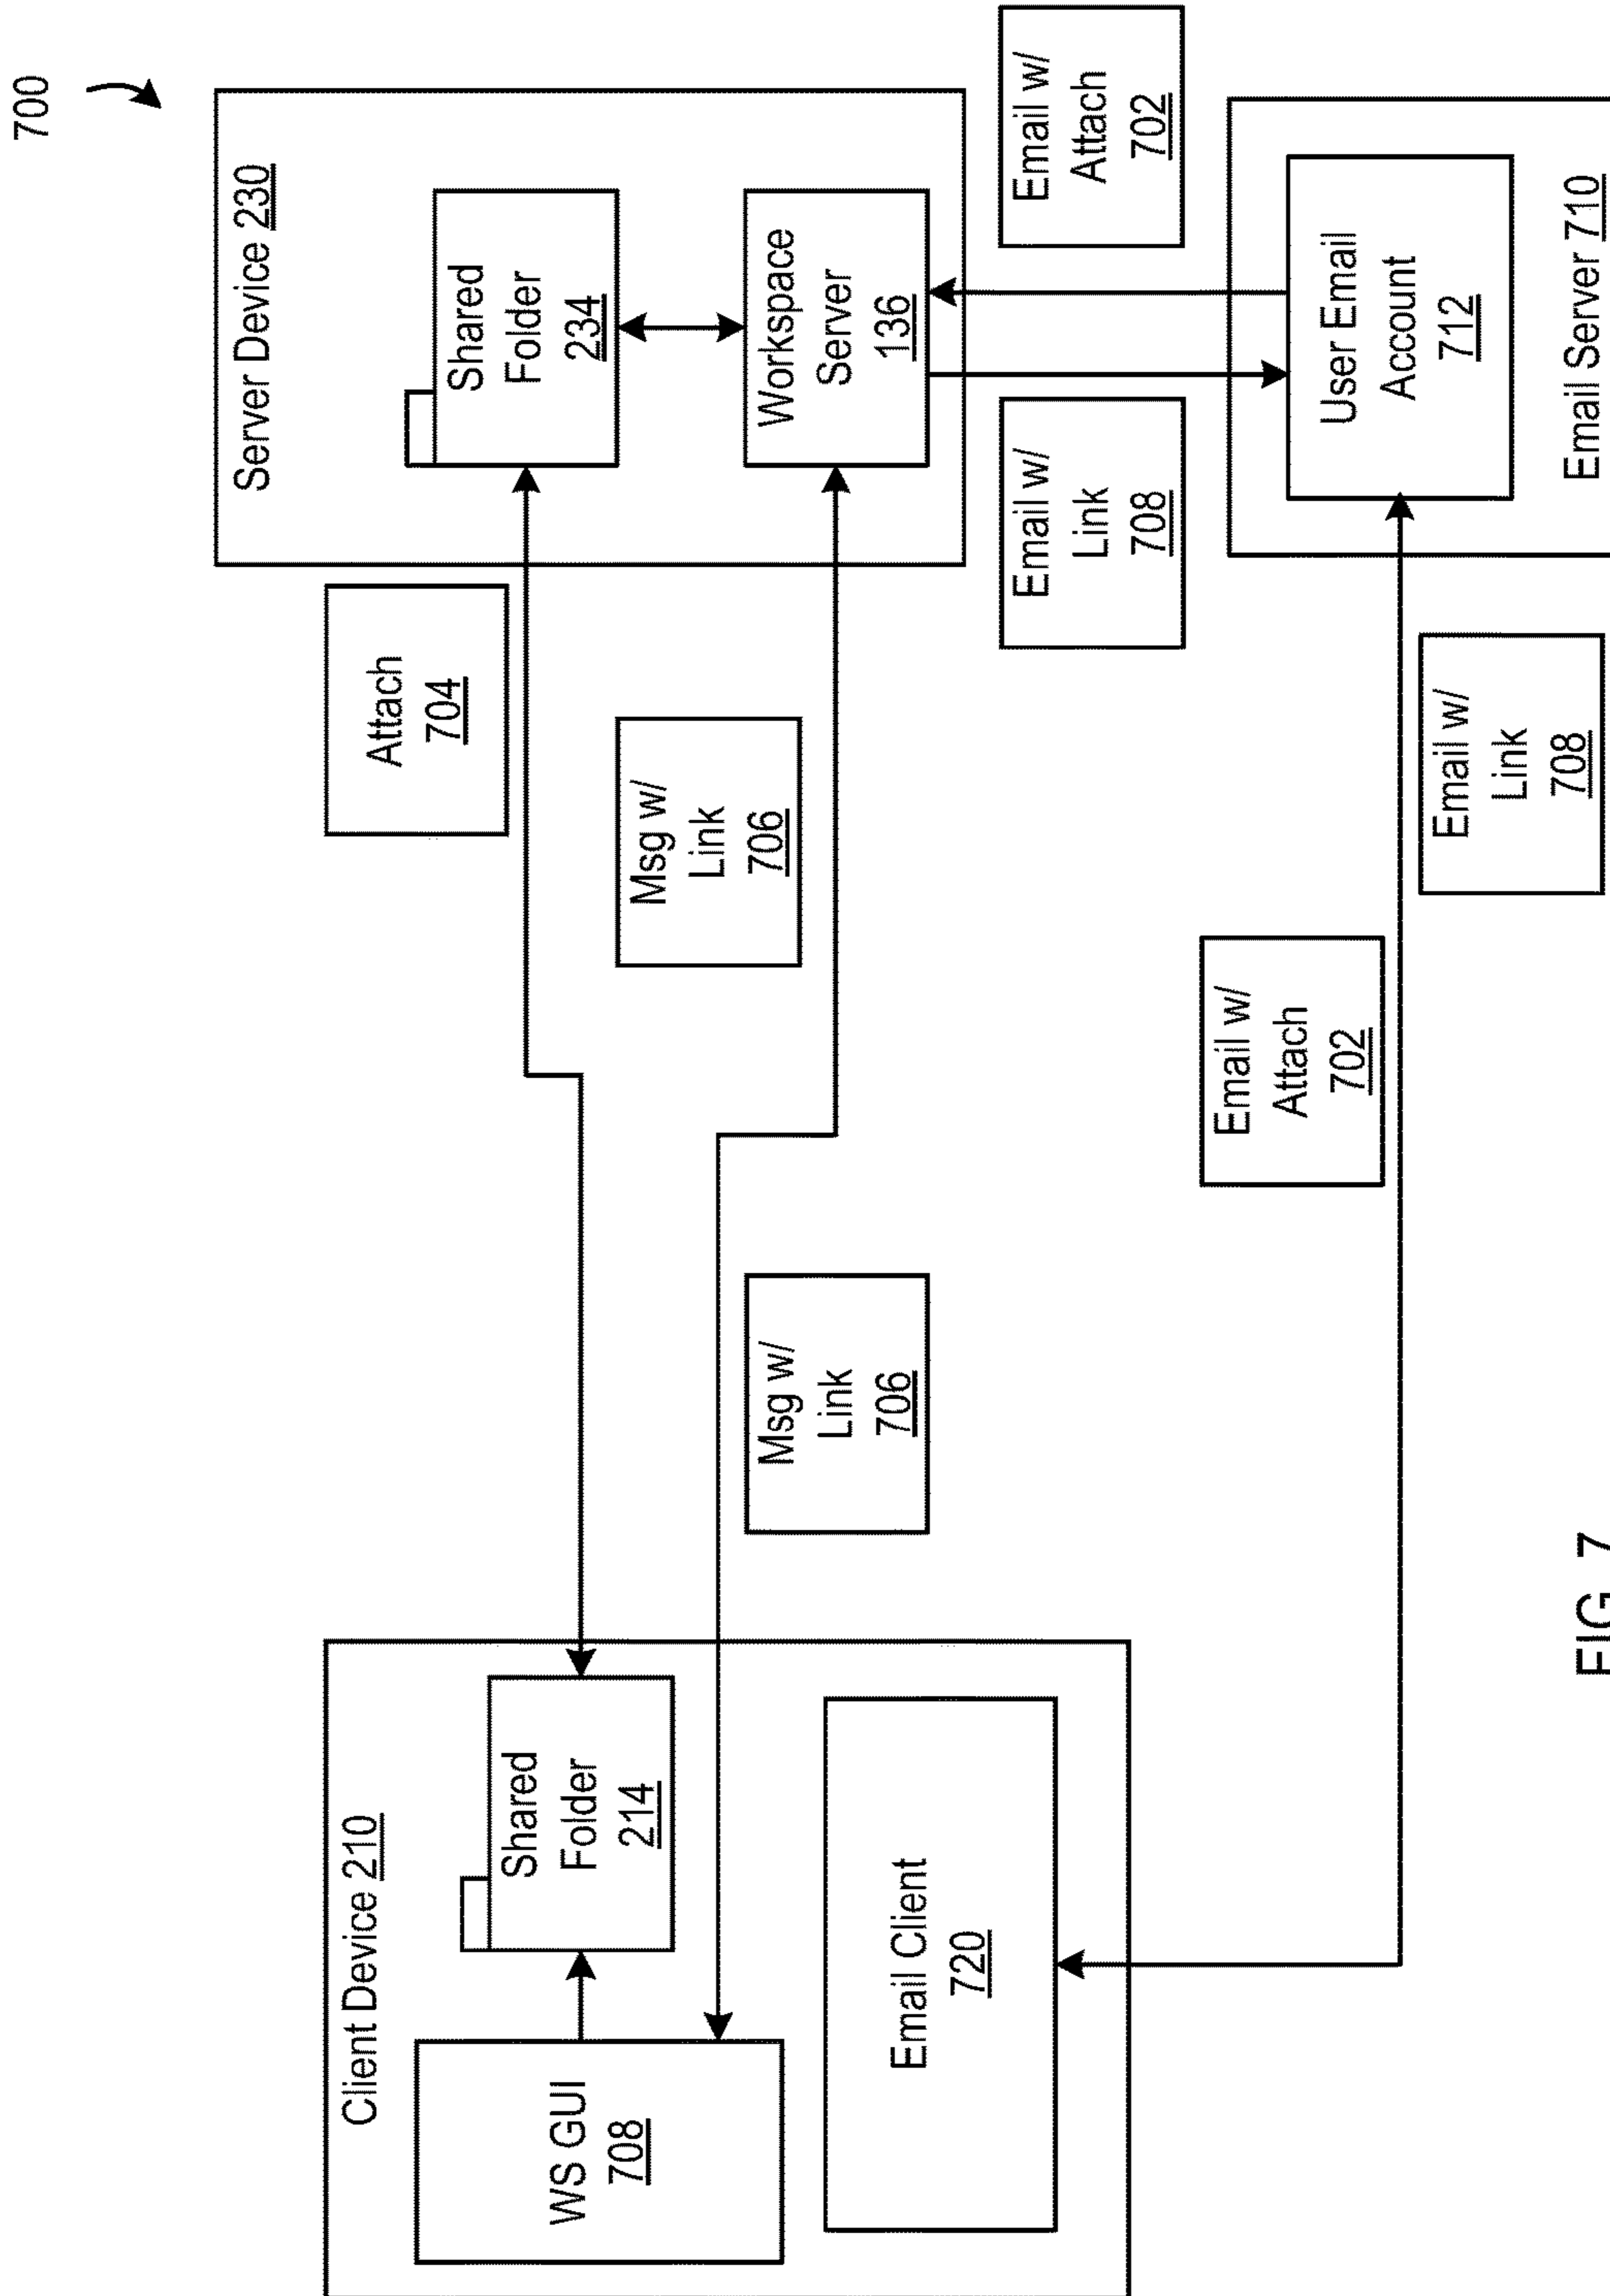 700
Client Device 210
WS GUI
708
Shared
Folder
214
Email Client
720
Attach
704
Msg w/
Link
706
Msg w/
Link
706
Server Device 230
Shared
Folder
234
Workspace
Server
136
Email w/
Link
708
Email w/
Attach
702
Email w/
Attach
702
Email w/
Link
708
User Email
Account
712
Email Server 710
FIG. 7